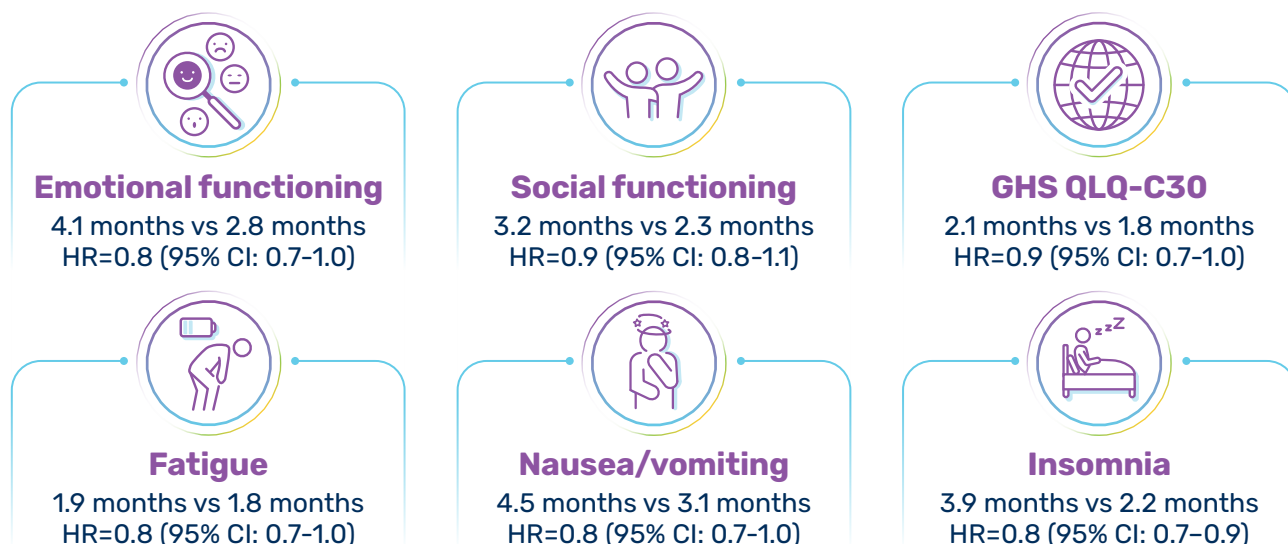 Emotional functioning
4.1 months vs 2.8 months
HR=0.8 (95% CI: 0.7-1.0)
Social functioning
3.2 months vs 2.3 months
HR=0.9 (95% CI: 0.8-1.1)
GHS QLQ-C30
2.1 months vs 1.8 months
HR=0.9 (95% CI: 0.7-1.0)
Fatigue
1.9 months vs 1.8 months
HR=0.8 (95% CI: 0.7-1.0)
Nausea/vomiting
4.5 months vs 3.1 months
HR=0.8 (95% CI: 0.7-1.0)
zzZ
Insomnia
3.9 months vs 2.2 months
HR=0.8 (95% CI: 0.7–0.9)